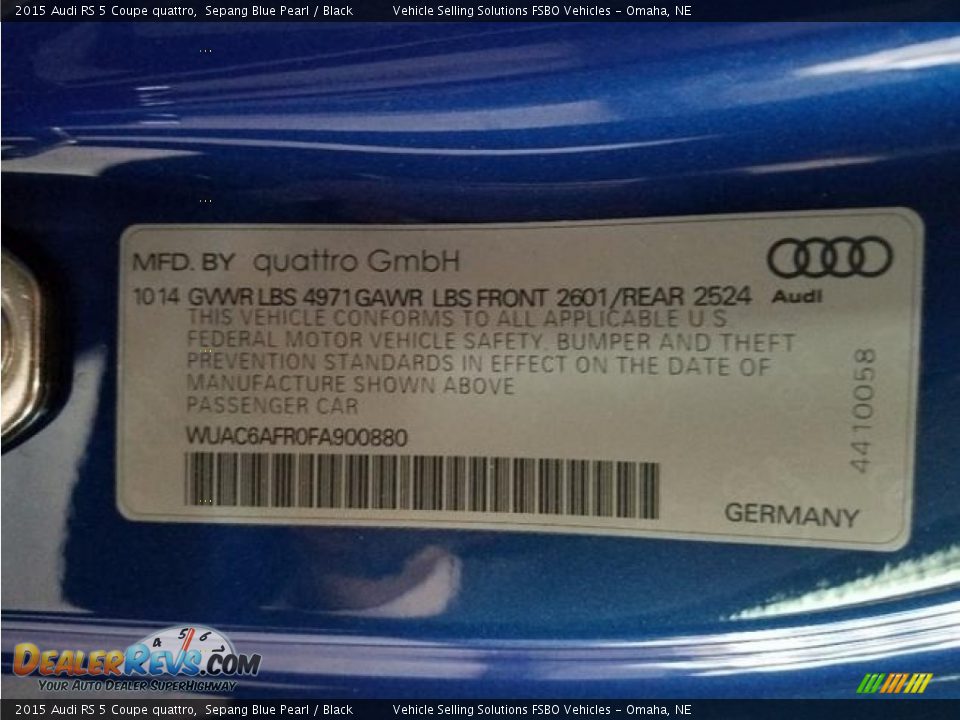 2015 Audi RS 5 Coupe quattro, Sepang Blue Pearl / Black Vehicle Selling Solutions FSBO Vehicles - Omaha, NE
MFD. BY quattro GmbH
1014 GVWR LBS 4971 GAWR LBS FRONT 2601/REAR 2524
Audi
THIS VEHICLE CONFORMS TO ALL APPLICABLE U S
FEDERAL MOTOR VEHICLE SAFETY, BUMPER AND THEFT
PREVENTION STANDARDS IN EFFECT ON THE DATE OF
MANUFACTURE SHOWN ABOVE
PASSENGER CAR
WUAC6AFR0FA900880
4410058
GERMANY
4 5 6
DEALERREVS.COM
YOUR AUTO DEALER SUPERHIGHWAY
2015 Audi RS 5 Coupe quattro, Sepang Blue Pearl / Black Vehicle Selling Solutions FSBO Vehicles - Omaha, NE